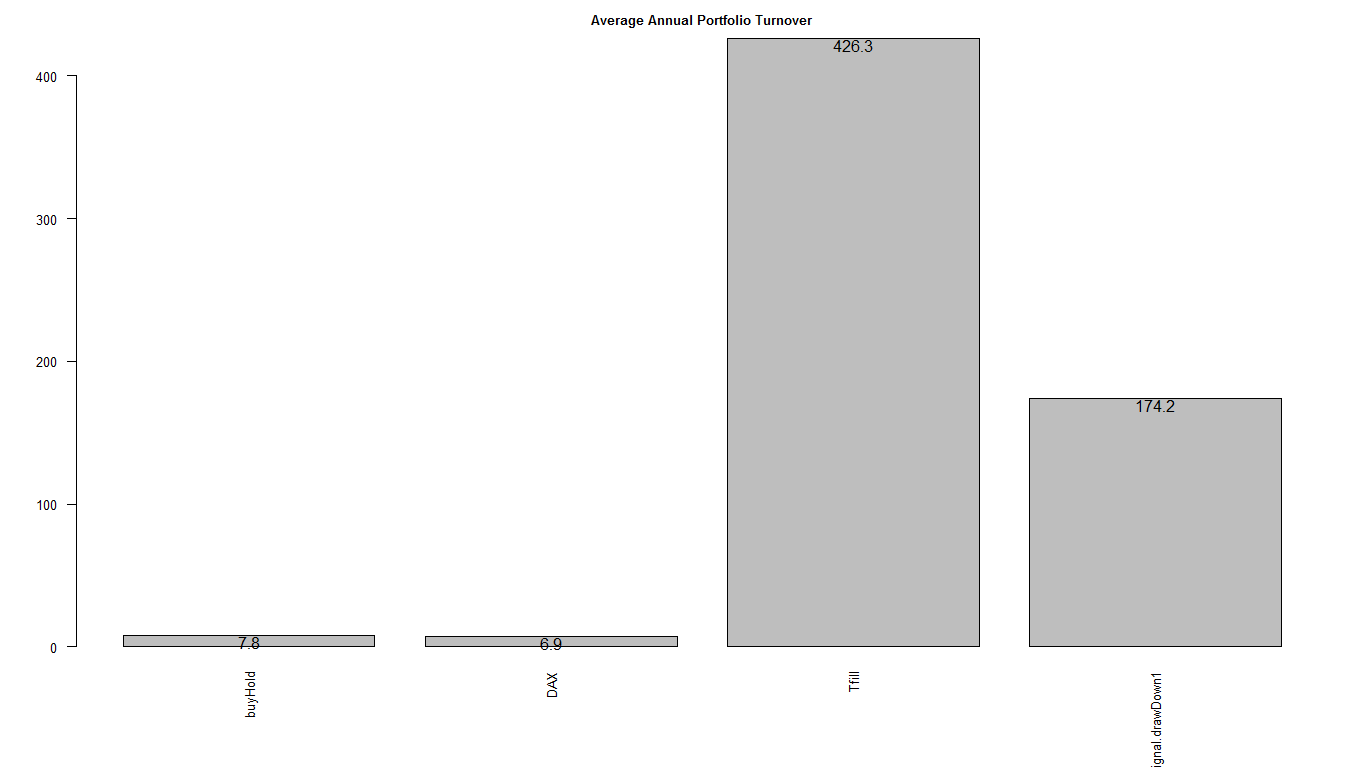 Average Annual Portfolio Turnover
400
300
200
100
0
7.8
6.9
426.3
174.2
buyHold
DAX
Tfill
ignal.drawDown1